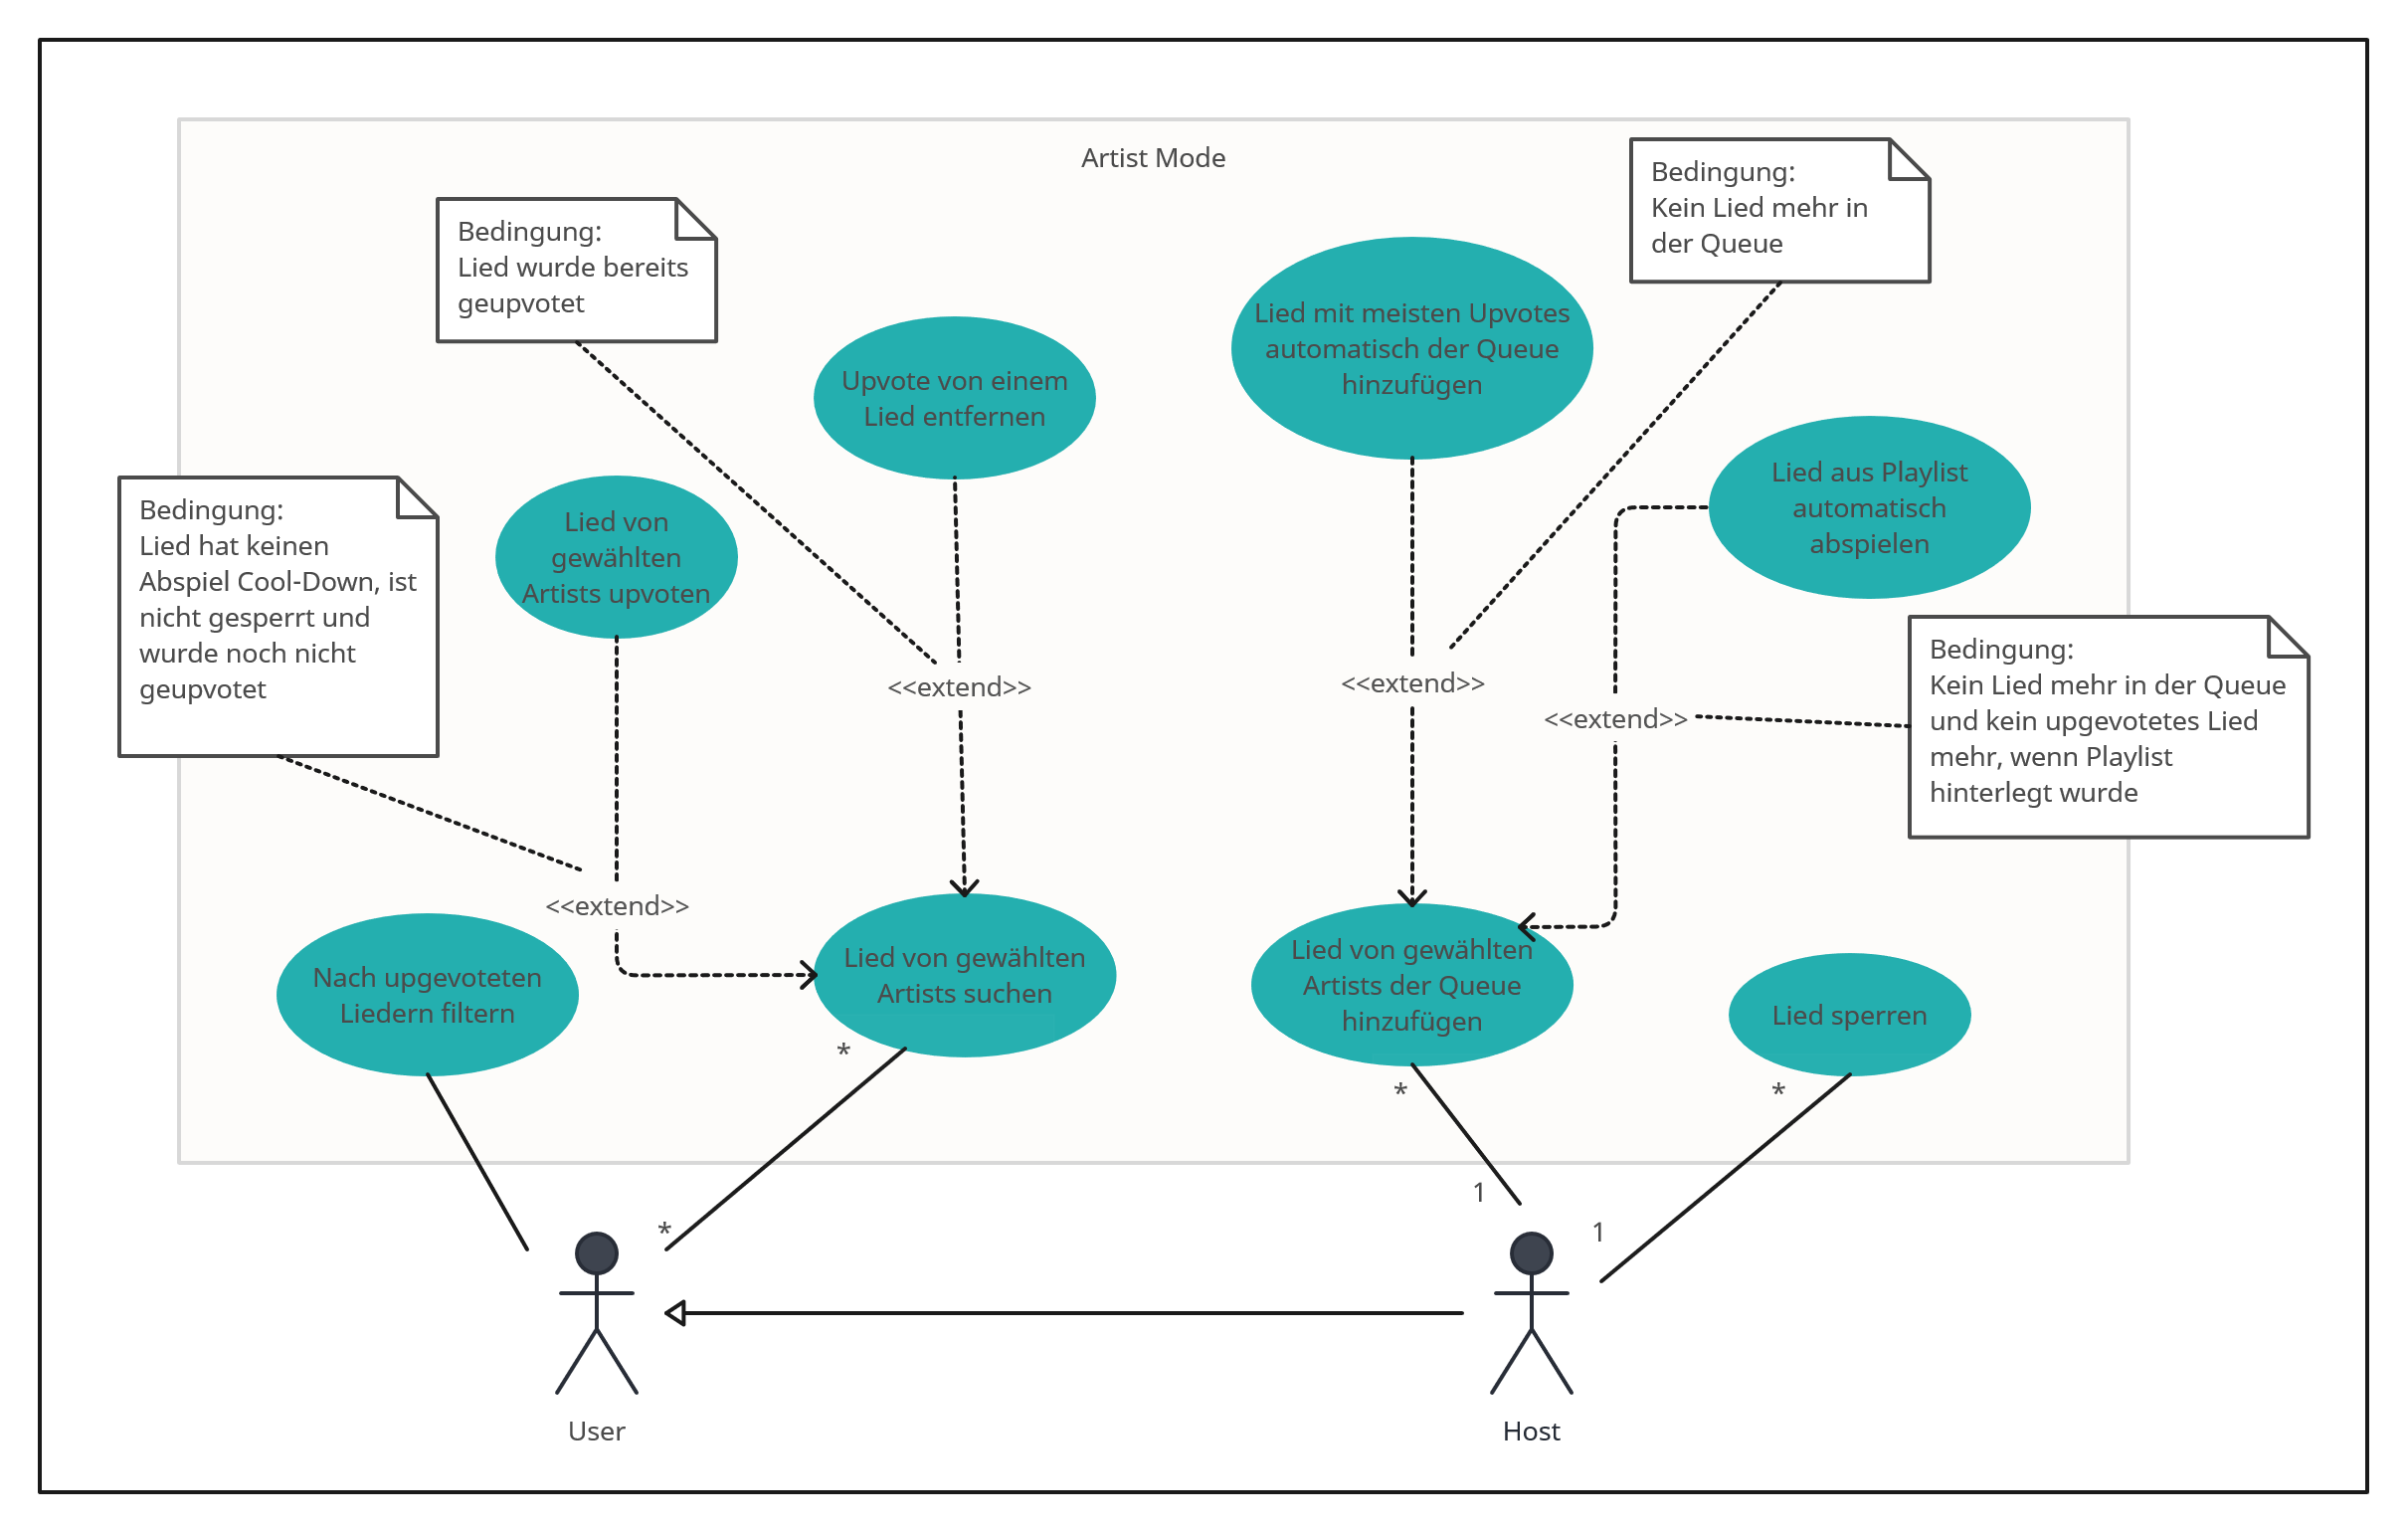 Artist Mode
Bedingung:
Lied wurde bereits
geupvotet
Bedingung:
Kein Lied mehr in
der Queue
Upvote von einem
Lied entfernen
Lied mit meisten Upvotes
automatisch der Queue
hinzufügen
Bedingung:
Lied hat keinen
Abspiel Cool-Down, ist
nicht gesperrt und
wurde noch nicht
geupvotet
Lied von
gewählten
Artists upvoten
Lied aus Playlist
automatisch
abspielen
<<extend>>
<<extend>>
<<extend>>
Bedingung:
Kein Lied mehr in der Queue
und kein upgevotetes Lied
mehr, wenn Playlist
hinterlegt wurde
<<extend>>
Nach upgevoteten
Liedern filtern
Lied von gewählten
Artists suchen
Lied von gewählten
Artists der Queue
hinzufügen
Lied sperren
*
*
*
1
*
1
User
Host